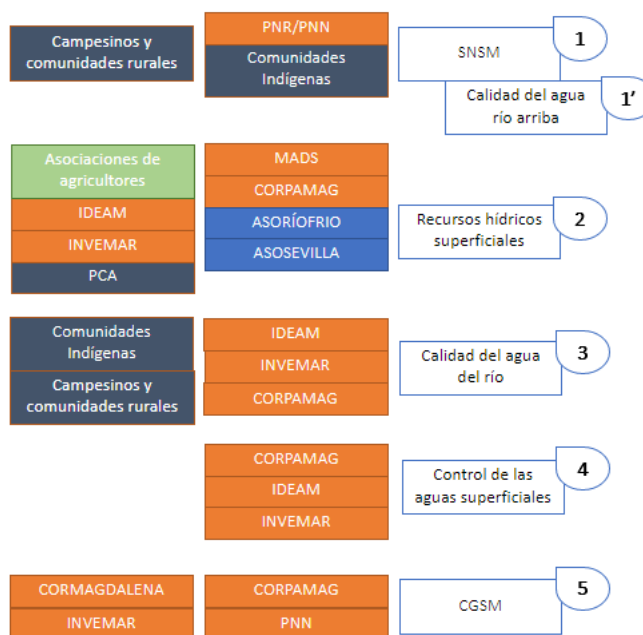 Campesinos y
comunidades rurales
PNR/PNN
Comunidades
Indígenas
SNSM
1
Calidad del agua
río arriba
1’
Asociaciones de
agricultores
IDEAM
INVEMAR
PCA
MADS
CORPAMAG
ASORÍOFRIO
ASOSEVILLA
Recursos hídricos
superficiales
2
Comunidades
Indígenas
Campesinos y
comunidades rurales
IDEAM
INVEMAR
CORPAMAG
Calidad del agua
del río
3
CORPAMAG
IDEAM
INVEMAR
Control de las
aguas superficiales
4
CORMAGDALENA
INVEMAR
CORPAMAG
PNN
CGSM
5